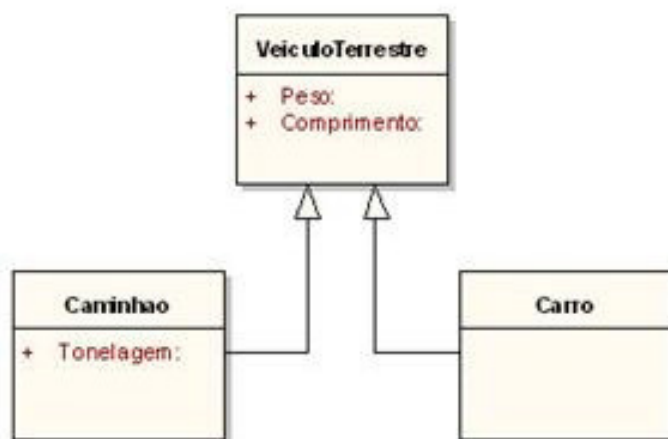 VeiculoTerrestre
+ Peso:
+ Comprimento:
Caminhao
+ Tonelagem:
Carro